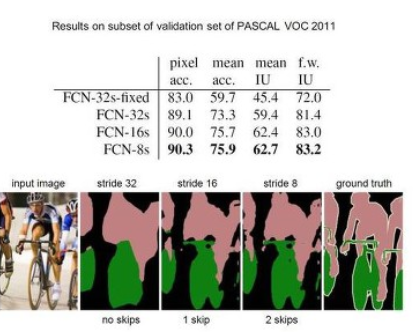 Results on subset of validation set of PASCAL VOC 2011
pixel mean mean f.w.
acc. acc. IU IU
FCN-32s-fixed 83.0 59.7 45.4 72.0
FCN-32s 89.1 73.3 59.4 81.4
FCN-16s 90.0 75.7 62.4 83.0
FCN-8s 90.3 75.9 62.7 83.2
input image stride 32 stride 16 stride 8 ground truth
no skips 1 skip 2 skips